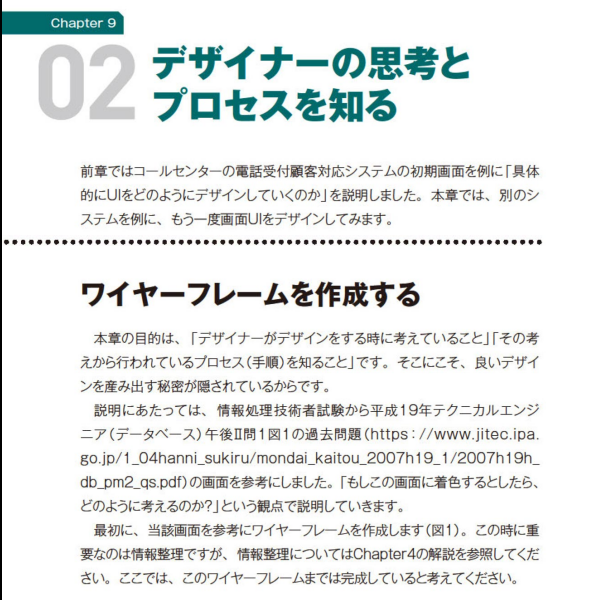 Chapter 9
02
デザイナーの思考と
プロセスを知る
前章ではコールセンターの電話受付顧客対応システムの初期画面を例に「具体
的にUIをどのようにデザインしていくのか」を説明しました。本章では、別のシ
ステムを例に、もう一度画面UIをデザインしてみます。
ワイヤーフレームを作成する
本章の目的は、「デザイナーがデザインをする時に考えていること」「その考
えから行われているプロセス（手順）を知ること」です。そこにこそ、良いデザイ
ンを産み出す秘密が隠されているからです。
説明にあたっては、情報処理技術者試験から平成19年テクニカルエンジ
ニア（データベース）午後Ⅱ問1図1の過去問題（https：//www.jitec.ipa.
go.jp/1_04hanni_sukiru/mondai_kaitou_2007h19_1/2007h19h_
db_pm2_qs.pdf）の画面を参考にしました。「もしこの画面に着色するとしたら、
どのように考えるのか?」という観点で説明していきます。
最初に、当該画面を参考にワイヤーフレームを作成します（図1）。この時に重
要なのは情報整理ですが、情報整理についてはChapter4の解説を参照してくだ
さい。ここでは、このワイヤーフレームまでは完成していると考えてください。